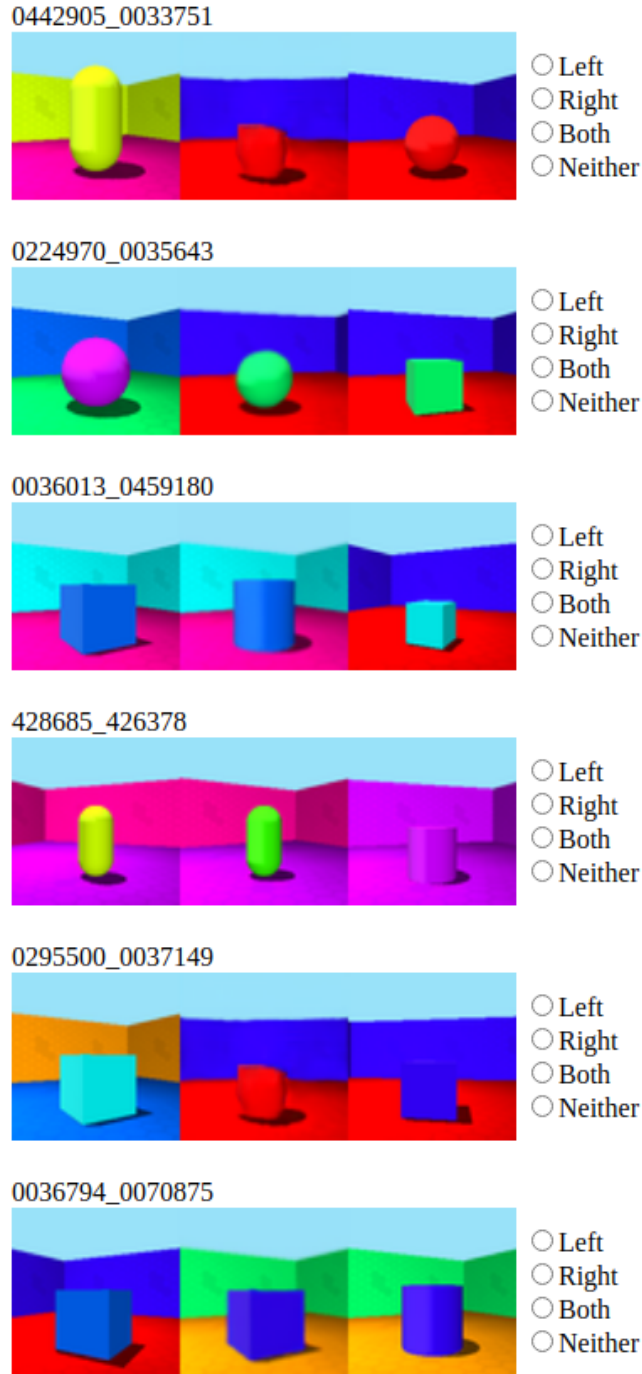 0442905_0033751
Left
Right
Both
Neither
0224970_0035643
Left
Right
Both
Neither
0036013_0459180
Left
Right
Both
Neither
428685_426378
Left
Right
Both
Neither
0295500_0037149
Left
Right
Both
Neither
0036794_0070875
Left
Right
Both
Neither